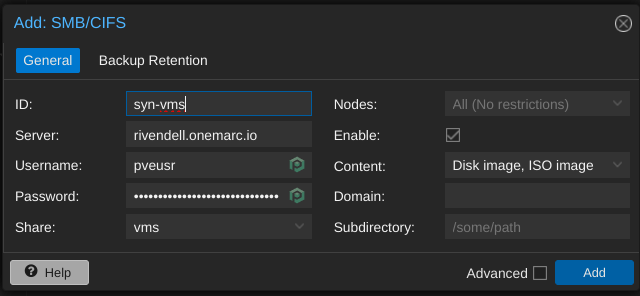 Add: SMB/CIFS
General Backup Retention
ID: syn-vms Nodes: All (No restrictions)
Server: rivendell.onemarc.io Enable:
Username: pveusr Content: Disk image, ISO image
Password: •••••••••••••••••••••••••••••• Domain:
Share: vms Subdirectory: /some/path
Help Advanced Add